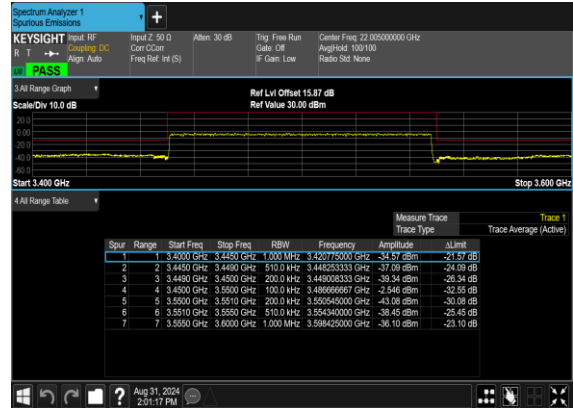 Spectrum Analyzer 1
Spurious Emissions
KEYSIGHT Input: RF Input Z: 50 Ω Atten: 30 dB Trig: Free Run Center Freq: 22.005000000 GHz
R T Coupling: DC Corr CCorr Gate: Off Avg|Hold: 100/100
Align: Auto Freq Ref: Int (S) IF Gain: Low Radio Std: None
PASS
3 All Range Graph Ref Lvl Offset 15.87 dB
Scale/Div 10.0 dB Ref Value 30.00 dBm
20.0
0.00
-20.0
-40.0
-60.0
Start 3.400 GHz Stop 3.600 GHz
4 All Range Table
Measure Trace Trace 1
Trace Type Trace Average (Active)
Spur Range Start Freq Stop Freq RBW Frequency Amplitude ΔLimit
1 1 3.4000 GHz 3.4450 GHz 1.000 MHz 3.420775000 GHz -34.57 dBm -21.57 dB
2 2 3.4450 GHz 3.4490 GHz 510.0 kHz 3.448253333 GHz -37.09 dBm -24.09 dB
3 3 3.4490 GHz 3.4500 GHz 200.0 kHz 3.449008333 GHz -39.34 dBm -26.34 dB
4 4 3.4500 GHz 3.5500 GHz 100.0 kHz 3.486666667 GHz -2.546 dBm -32.55 dB
5 5 3.5500 GHz 3.5510 GHz 200.0 kHz 3.550545000 GHz -43.08 dBm -30.08 dB
6 6 3.5510 GHz 3.5550 GHz 510.0 kHz 3.554340000 GHz -38.45 dBm -25.45 dB
7 7 3.5550 GHz 3.6000 GHz 1.000 MHz 3.598425000 GHz -36.10 dBm -23.10 dB
Aug 31, 2024
2:01:17 PM